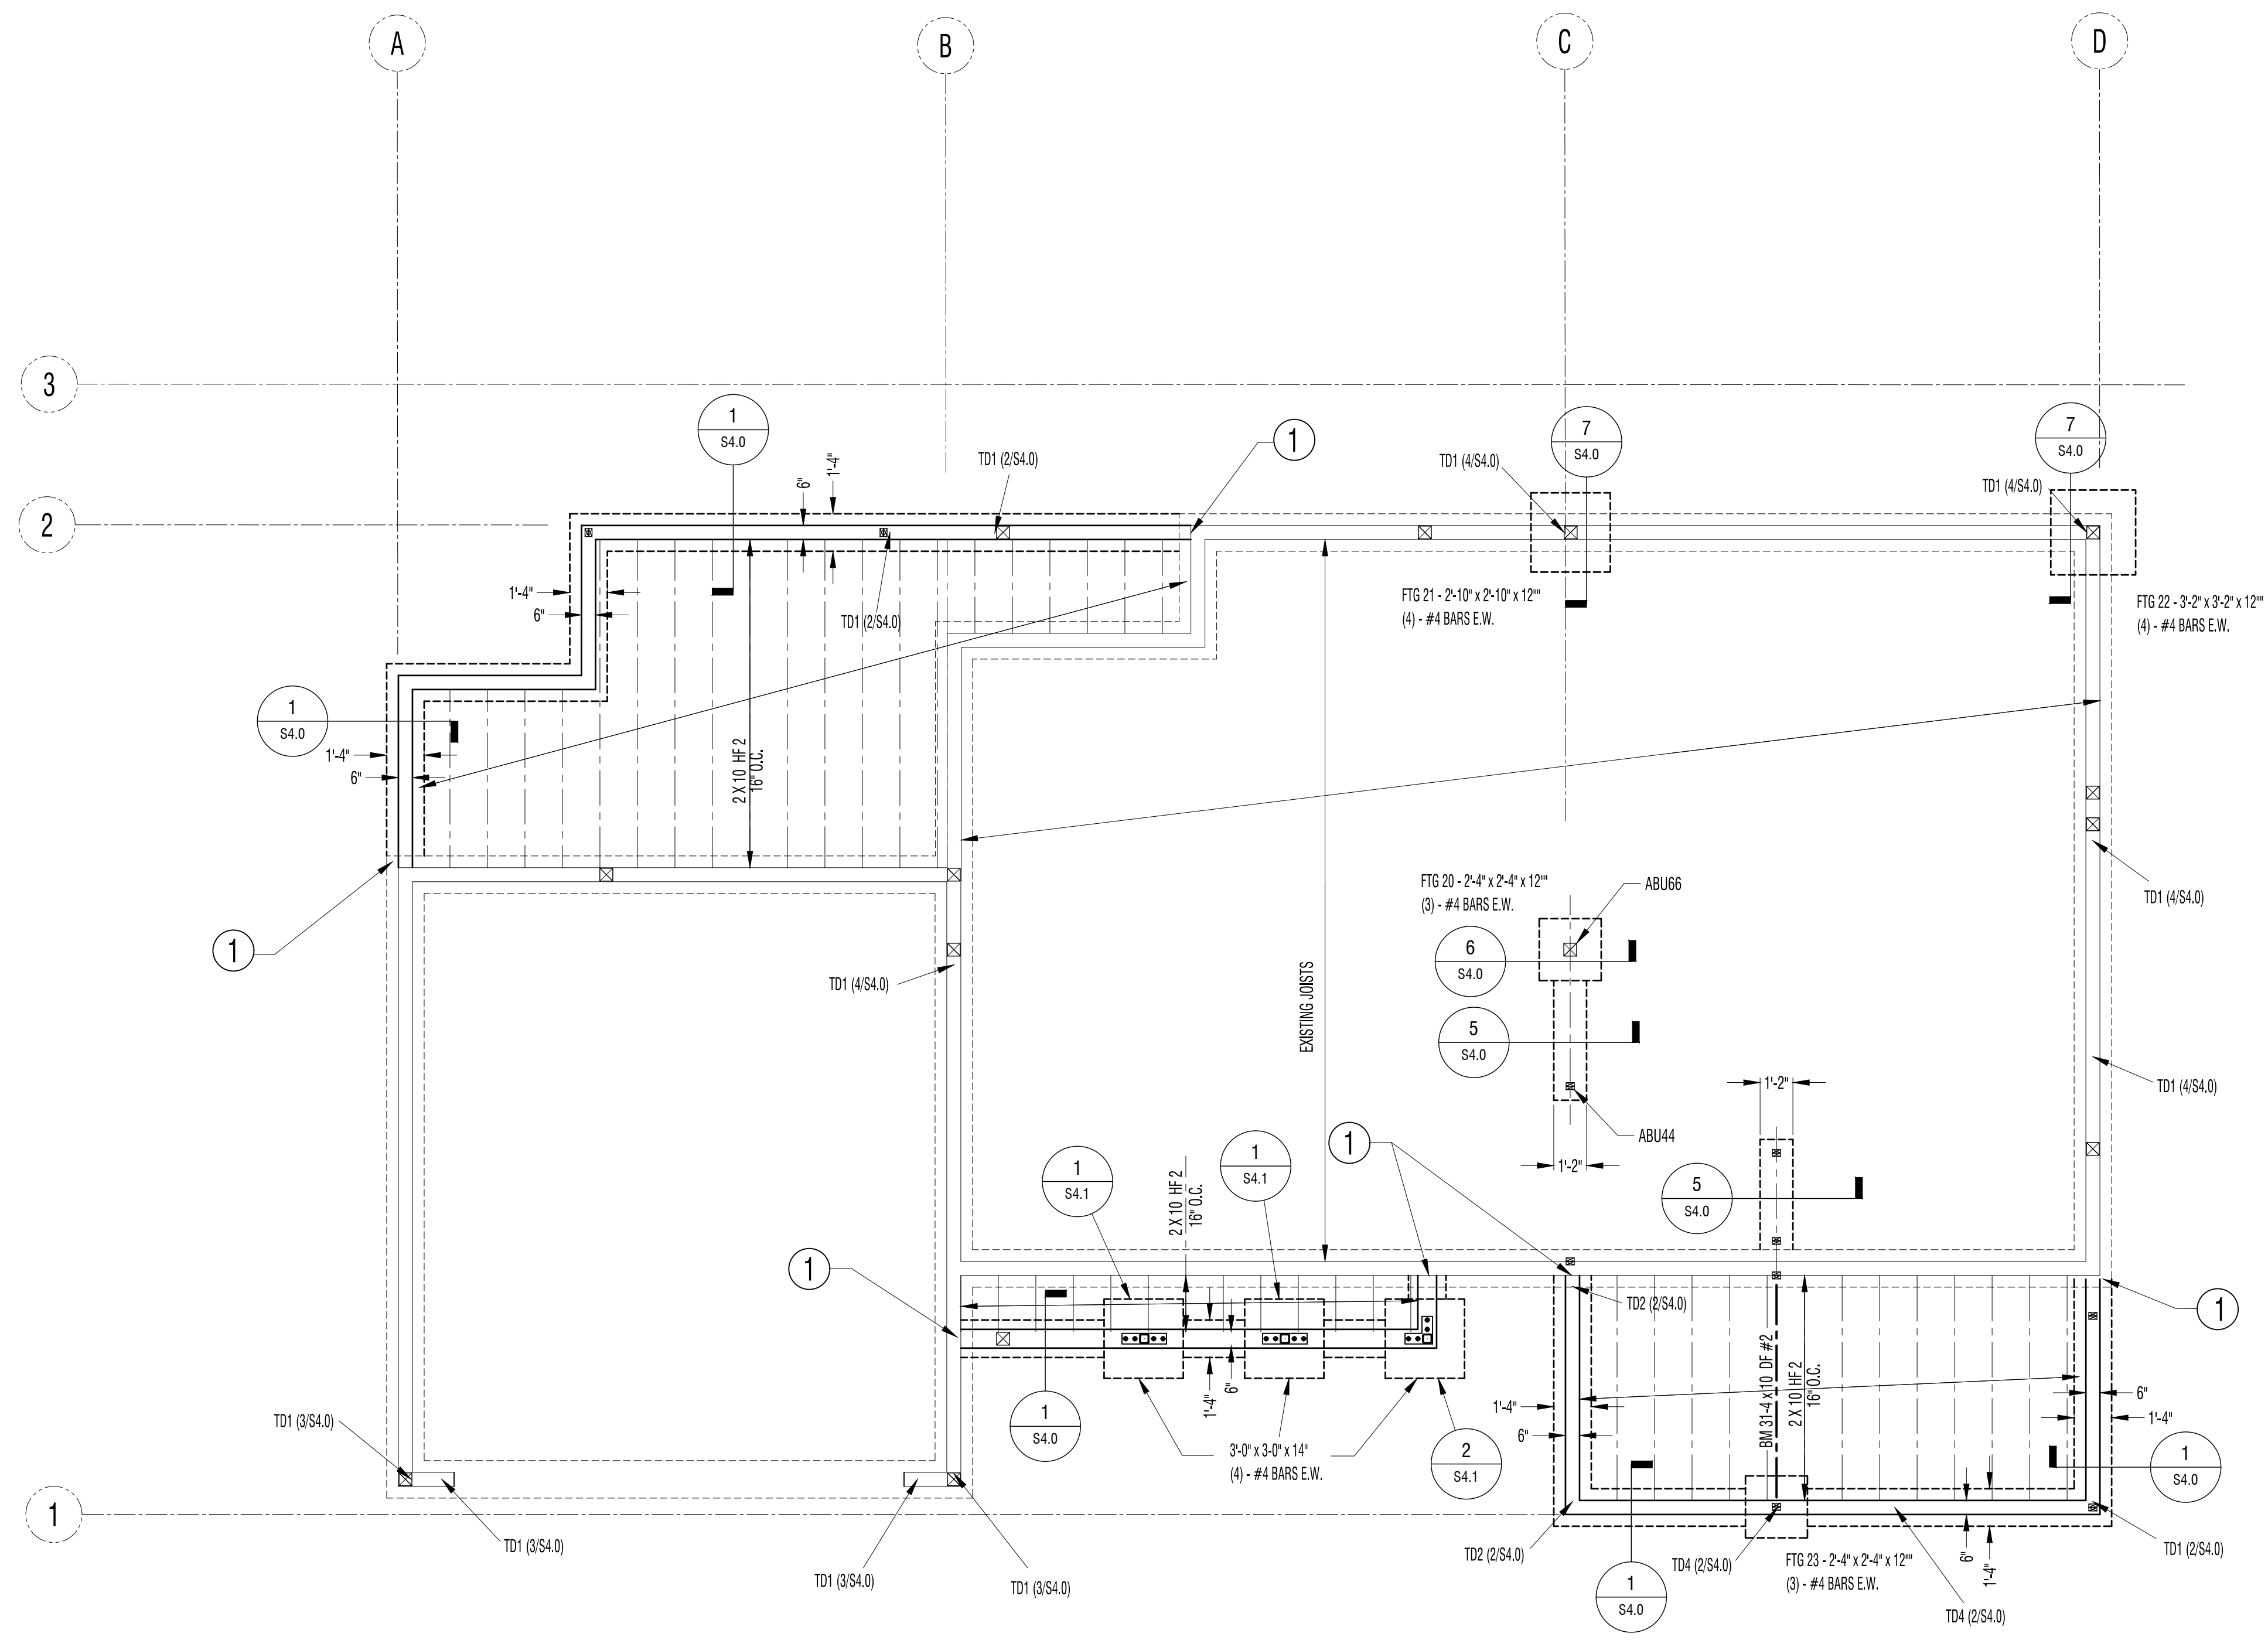 A
B
C
D
3
1
S4.0
1
7
S4.0
7
S4.0
6"
1'-4"
TD1 (2/S4.0)
TD1 (4/S4.0)
TD1 (4/S4.0)
2
1'-4"
6"
TD1 (2/S4.0)
FTG 21 - 2'-10" x 2'-10" x 12""
(4) - #4 BARS E.W.
FTG 22 - 3'-2" x 3'-2" x 12""
(4) - #4 BARS E.W.
1
S4.0
1'-4"
6"
2 X 10 HF 2
16" O.C.
FTG 20 - 2'-4" x 2'-4" x 12""
(3) - #4 BARS E.W.
ABU66
TD1 (4/S4.0)
1
6
S4.0
TD1 (4/S4.0)
EXISTING JOISTS
5
S4.0
1'-2"
TD1 (4/S4.0)
1
ABU44
1'-2"
1
S4.1
1
S4.1
2 X 10 HF 2
16" O.C.
5
S4.0
1
TD2 (2/S4.0)
1
BM 31-4 x 10 DF #2
2 X 10 HF 2
16" O.C.
1'-4"
6"
6"
1'-4"
1'-4"
6"
TD1 (3/S4.0)
1
S4.0
3'-0" x 3-0" x 14"
(4) - #4 BARS E.W.
2
S4.1
1
S4.0
1
TD1 (3/S4.0)
TD1 (3/S4.0)
TD1 (3/S4.0)
TD2 (2/S4.0)
1
S4.0
TD4 (2/S4.0)
FTG 23 - 2'-4" x 2'-4" x 12""
(3) - #4 BARS E.W.
6"
1'-4"
TD1 (2/S4.0)
TD4 (2/S4.0)